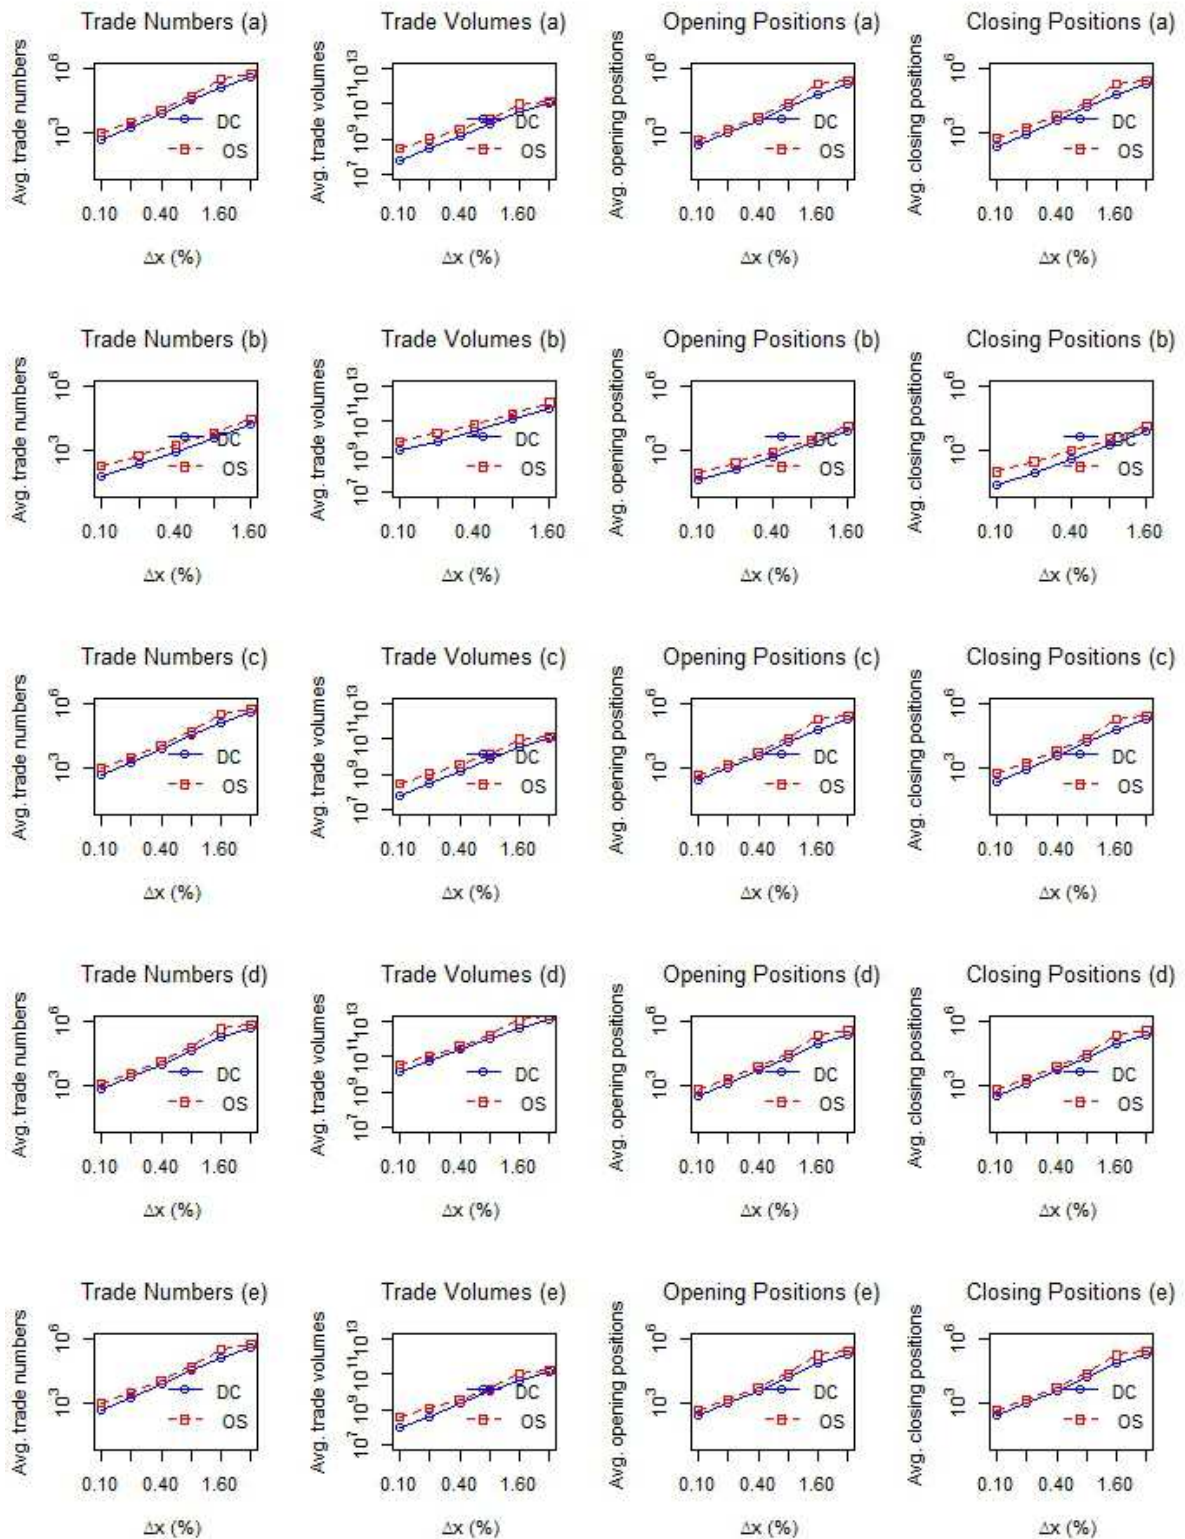 Trade Numbers (a)
Avg. trade numbers
10^6
10^3
DC
OS
0.10 0.40 1.60
Δx (%)
Trade Volumes (a)
Avg. trade volumes
10^13
10^11
10^9
10^7
DC
OS
0.10 0.40 1.60
Δx (%)
Opening Positions (a)
Avg. opening positions
10^6
10^3
DC
OS
0.10 0.40 1.60
Δx (%)
Closing Positions (a)
Avg. closing positions
10^6
10^3
DC
OS
0.10 0.40 1.60
Δx (%)
Trade Numbers (b)
Avg. trade numbers
10^6
10^3
DC
OS
0.10 0.40 1.60
Δx (%)
Trade Volumes (b)
Avg. trade volumes
10^13
10^11
10^9
10^7
DC
OS
0.10 0.40 1.60
Δx (%)
Opening Positions (b)
Avg. opening positions
10^6
10^3
DC
OS
0.10 0.40 1.60
Δx (%)
Closing Positions (b)
Avg. closing positions
10^6
10^3
DC
OS
0.10 0.40 1.60
Δx (%)
Trade Numbers (c)
Avg. trade numbers
10^6
10^3
DC
OS
0.10 0.40 1.60
Δx (%)
Trade Volumes (c)
Avg. trade volumes
10^13
10^11
10^9
10^7
DC
OS
0.10 0.40 1.60
Δx (%)
Opening Positions (c)
Avg. opening positions
10^6
10^3
DC
OS
0.10 0.40 1.60
Δx (%)
Closing Positions (c)
Avg. closing positions
10^6
10^3
DC
OS
0.10 0.40 1.60
Δx (%)
Trade Numbers (d)
Avg. trade numbers
10^6
10^3
DC
OS
0.10 0.40 1.60
Δx (%)
Trade Volumes (d)
Avg. trade volumes
10^13
10^11
10^9
10^7
DC
OS
0.10 0.40 1.60
Δx (%)
Opening Positions (d)
Avg. opening positions
10^6
10^3
DC
OS
0.10 0.40 1.60
Δx (%)
Closing Positions (d)
Avg. closing positions
10^6
10^3
DC
OS
0.10 0.40 1.60
Δx (%)
Trade Numbers (e)
Avg. trade numbers
10^6
10^3
DC
OS
0.10 0.40 1.60
Δx (%)
Trade Volumes (e)
Avg. trade volumes
10^13
10^11
10^9
10^7
DC
OS
0.10 0.40 1.60
Δx (%)
Opening Positions (e)
Avg. opening positions
10^6
10^3
DC
OS
0.10 0.40 1.60
Δx (%)
Closing Positions (e)
Avg. closing positions
10^6
10^3
DC
OS
0.10 0.40 1.60
Δx (%)